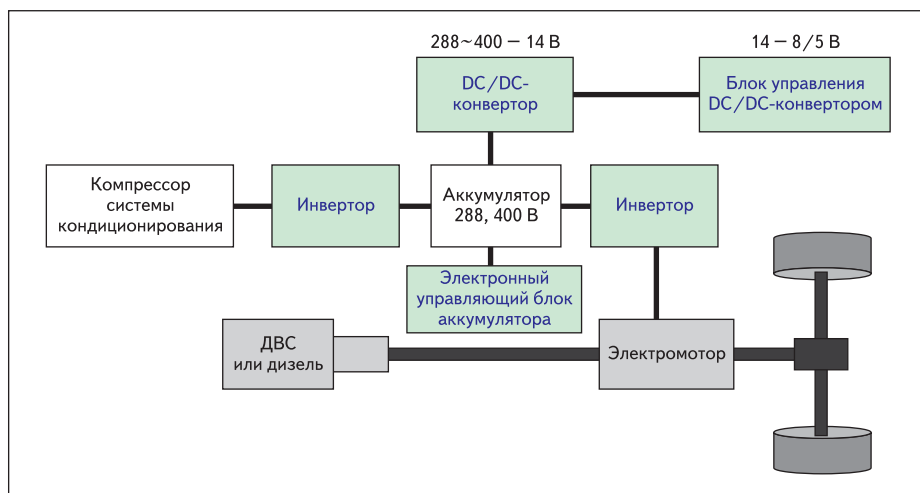 288~400 – 14 В
14 – 8/5 В
DC/DC-
конвертор
Блок управления
DC/DC-конвертором
Компрессор
системы
кондиционирования
Инвертор
Аккумулятор
288, 400 В
Инвертор
Электронный
управляющий блок
аккумулятора
ДВС
или дизель
Электромотор